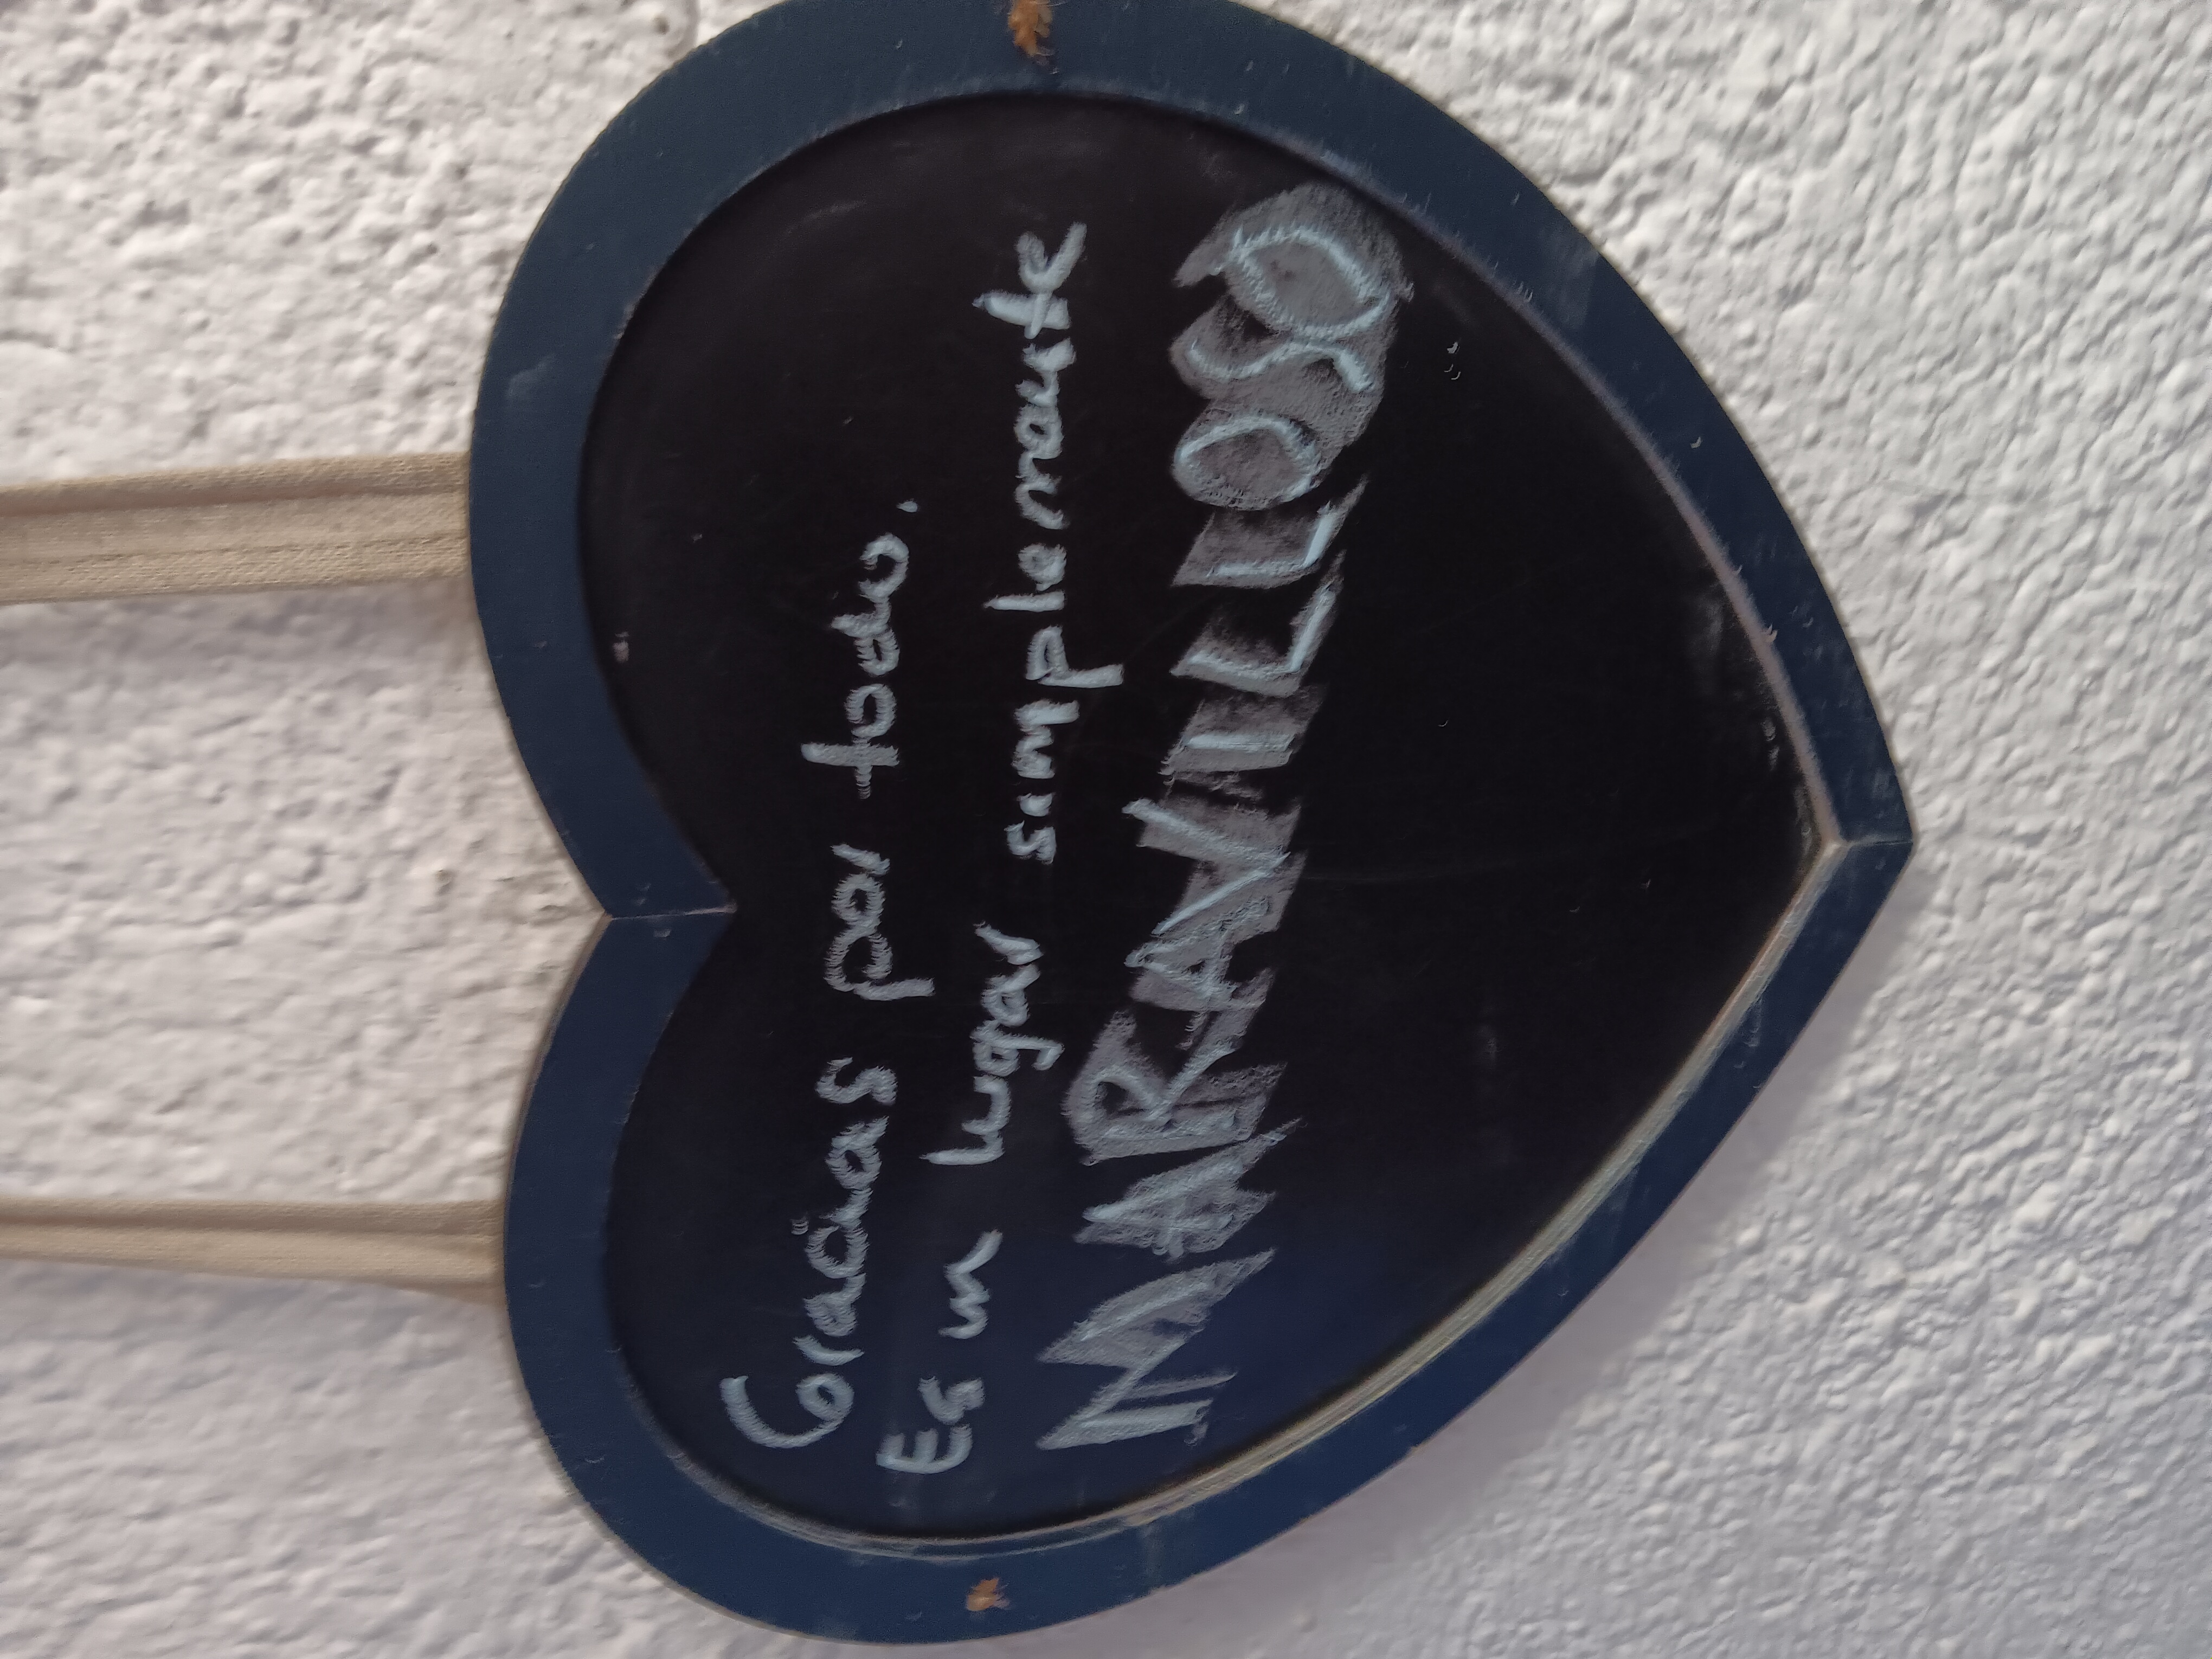 Gracias por todo.
Es un lugar simplemente
MARAVILLOSO